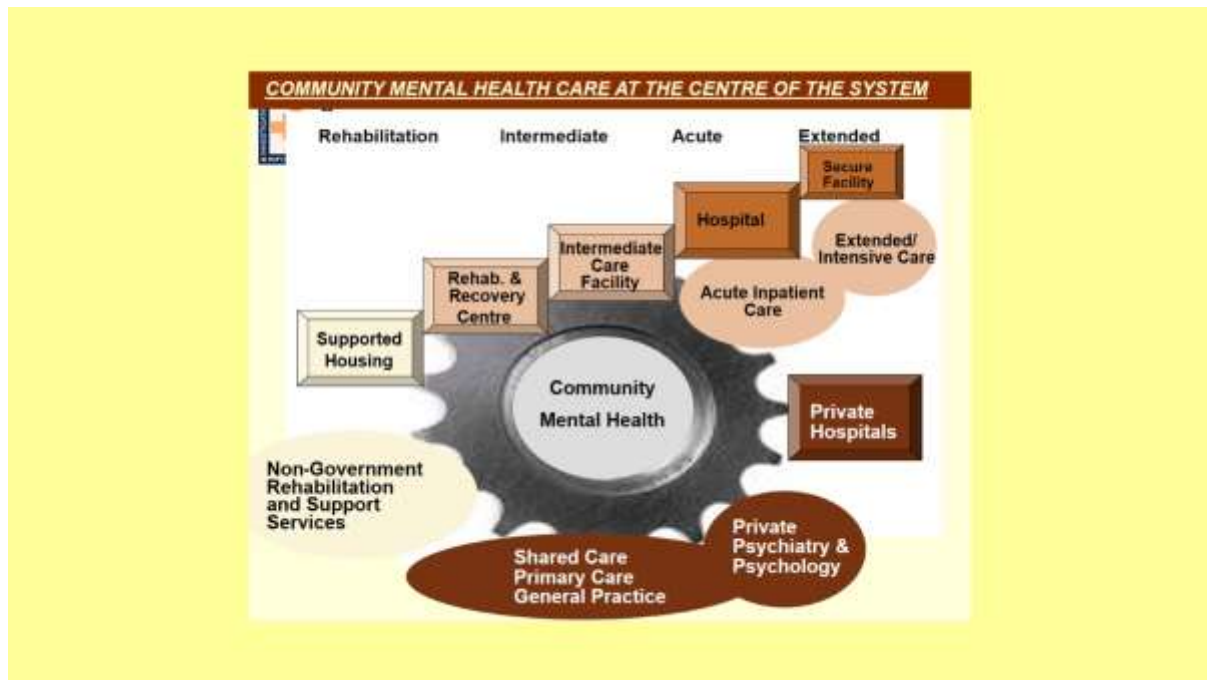 COMMUNITY MENTAL HEALTH CARE AT THE CENTRE OF THE SYSTEM
Rehabilitation
Intermediate
Acute
Extended
Secure
Facility
Hospital
Extended/
Intensive Care
Intermediate
Care
Facility
Rehab. &
Recovery
Centre
Acute Inpatient
Care
Supported
Housing
Community
Mental Health
Private
Hospitals
Non-Government
Rehabilitation
and Support
Services
Private
Psychiatry &
Psychology
Shared Care
Primary Care
General Practice